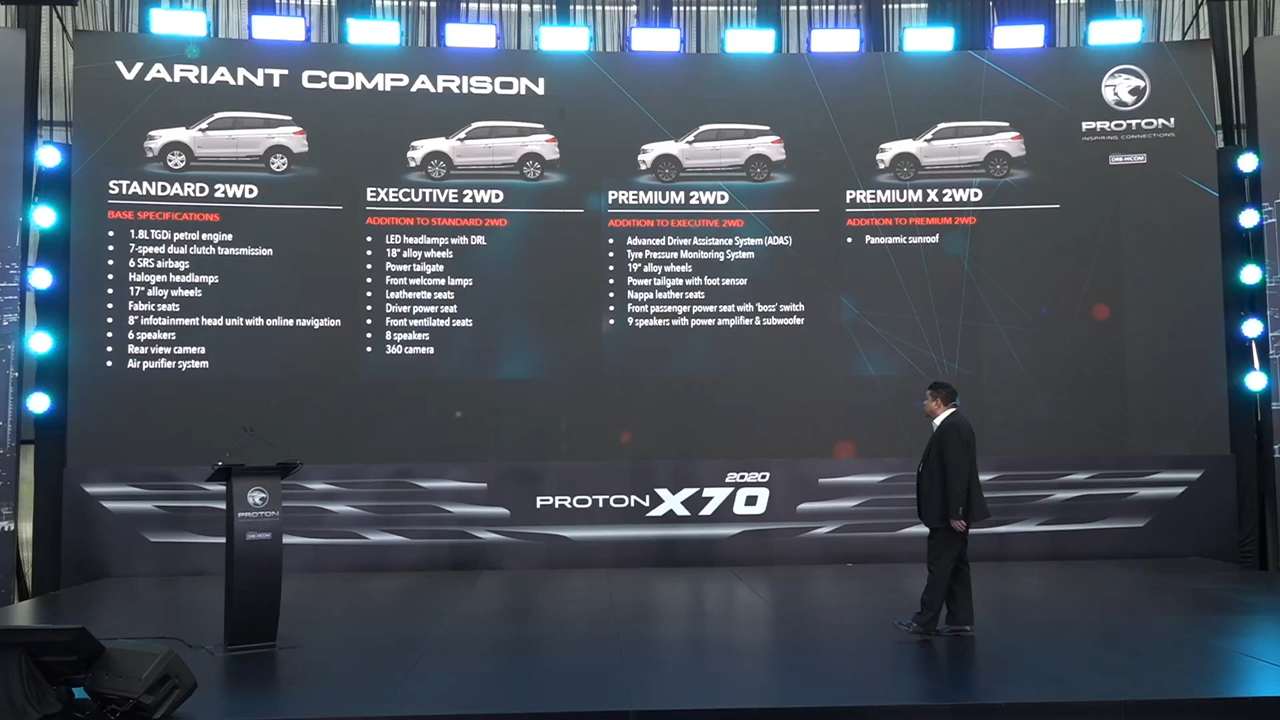 VARIANT COMPARISON
PROTON
INSPIRING CONNECTIONS
DRB-HICOM
STANDARD 2WD
BASE SPECIFICATIONS
• 1.8L TGDi petrol engine
• 7-speed dual clutch transmission
• 6 SRS airbags
• Halogen headlamps
• 17" alloy wheels
• Fabric seats
• 8" infotainment head unit with online navigation
• 6 speakers
• Rear view camera
• Air purifier system
EXECUTIVE 2WD
ADDITION TO STANDARD 2WD
• LED headlamps with DRL
• 18" alloy wheels
• Power tailgate
• Front welcome lamps
• Leatherette seats
• Driver power seat
• Front ventilated seats
• 8 speakers
• 360 camera
PREMIUM 2WD
ADDITION TO EXECUTIVE 2WD
• Advanced Driver Assistance System (ADAS)
• Tyre Pressure Monitoring System
• 19" alloy wheels
• Power tailgate with foot sensor
• Nappa leather seats
• Front passenger power seat with 'boss' switch
• 9 speakers with power amplifier & subwoofer
PREMIUM X 2WD
ADDITION TO PREMIUM 2WD
• Panoramic sunroof
2020
PROTON X70
PROTON
DRB-HICOM